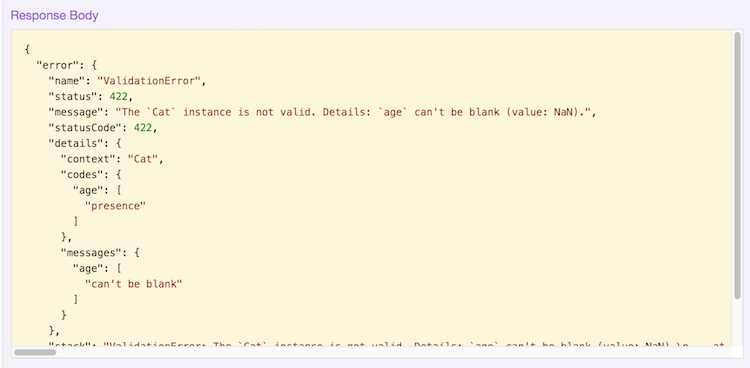 Response Body
{
"error": {
"name": "ValidationError",
"status": 422,
"message": "The `Cat` instance is not valid. Details: `age` can't be blank (value: NaN).",
"statusCode": 422,
"details": {
"context": "Cat",
"codes": {
"age": [
"presence"
]
},
"messages": {
"age": [
"can't be blank"
]
}
},
"stack": "ValidationError: The `Cat` instance is not valid. Details: `age` can't be blank (value: NaN).\n    at